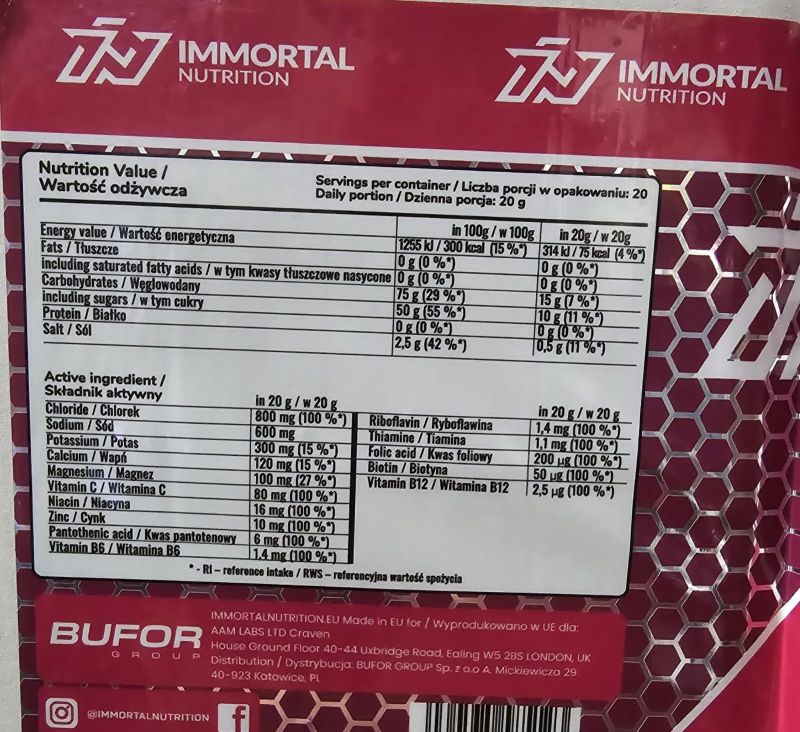 IMMORTAL
NUTRITION
IMMORTAL
NUTRITION
Nutrition Value /
Wartość odżywcza
Servings per container / Liczba porcji w opakowaniu: 20
Daily portion / Dzienna porcja: 20 g
in 100g / w 100g in 20g / w 20g
Energy value / Wartość energetyczna 1255 kJ / 300 kcal (15 %*) 314 kJ / 75 kcal (4 %*)
Fats / Tłuszcze 0 g (0 %*) 0 g (0 %*)
including saturated fatty acids / w tym kwasy tłuszczowe nasycone 0 g (0 %*) 0 g (0 %*)
Carbohydrates / Węglowodany 75 g (29 %*) 15 g (7 %*)
including sugars / w tym cukry 50 g (55 %*) 10 g (11 %*)
Protein / Białko 0 g (0 %*) 0 g (0 %*)
Salt / Sól 2,5 g (42 %*) 0,5 g (11 %*)
Active ingredient /
Składnik aktywny in 20 g / w 20 g
Chloride / Chlorek 800 mg (100 %*)
Sodium / Sód 600 mg
Potassium / Potas 300 mg (15 %*)
Calcium / Wapń 120 mg (15 %*)
Magnesium / Magnez 100 mg (27 %*)
Vitamin C / Witamina C 80 mg (100 %*)
Niacin / Niacyna 16 mg (100 %*)
Zinc / Cynk 10 mg (100 %*)
Pantothenic acid / Kwas pantotenowy 6 mg (100 %*)
Vitamin B6 / Witamina B6 1,4 mg (100 %*)
in 20 g / w 20 g
Riboflavin / Ryboflawina 1,4 mg (100 %*)
Thiamine / Tiamina 1,1 mg (100 %*)
Folic acid / Kwas foliowy 200 µg (100 %*)
Biotin / Biotyna 50 µg (100 %*)
Vitamin B12 / Witamina B12 2,5 µg (100 %*)
* - RI – reference intake / RWS – referencyjna wartość spożycia
BUFOR
GROUP
IMMORTALNUTRITION.EU Made in EU for / Wyprodukowano w UE dla:
AAM LABS LTD Craven
House Ground Floor 40-44 Uxbridge Road, Ealing W5 2BS LONDON, UK
Distribution / Dystrybucja: BUFOR GROUP Sp. z o.o A. Mickiewicza 29
40-923 Katowice, PL
@IMMORTALNUTRITION